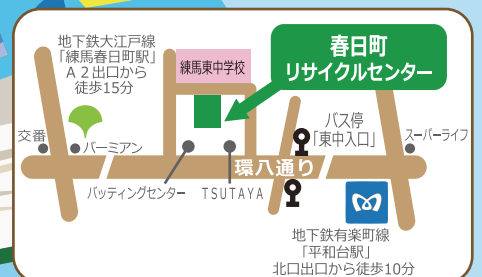 地下鉄大江戸線
「練馬春日町駅」
A2出口から
徒歩15分
練馬東中学校
春日町
リサイクルセンター
交番
バーミアン
バス停
「東中入口」
スーパーライフ
環八通り
バッティングセンター
TSUTAYA
地下鉄有楽町線
「平和台駅」
北口出口から徒歩10分